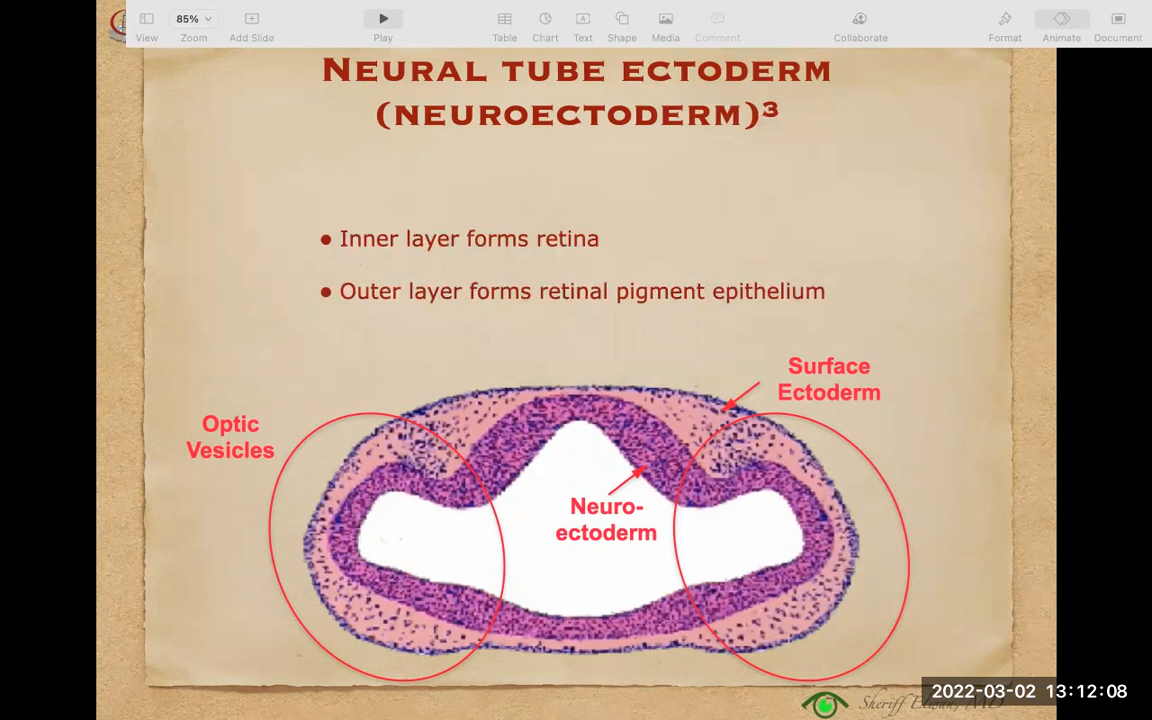 85%
View
Zoom
Add Slide
Play
Table
Chart
Text
Shape
Media
Comment
Collaborate
Format
Animate
Document
NEURAL TUBE ECTODERM
(NEUROECTODERM)³
• Inner layer forms retina
• Outer layer forms retinal pigment epithelium
Surface
Ectoderm
Optic
Vesicles
Neuro-
ectoderm
2022-03-02 13:12:08
Sheriff Elwan, MD